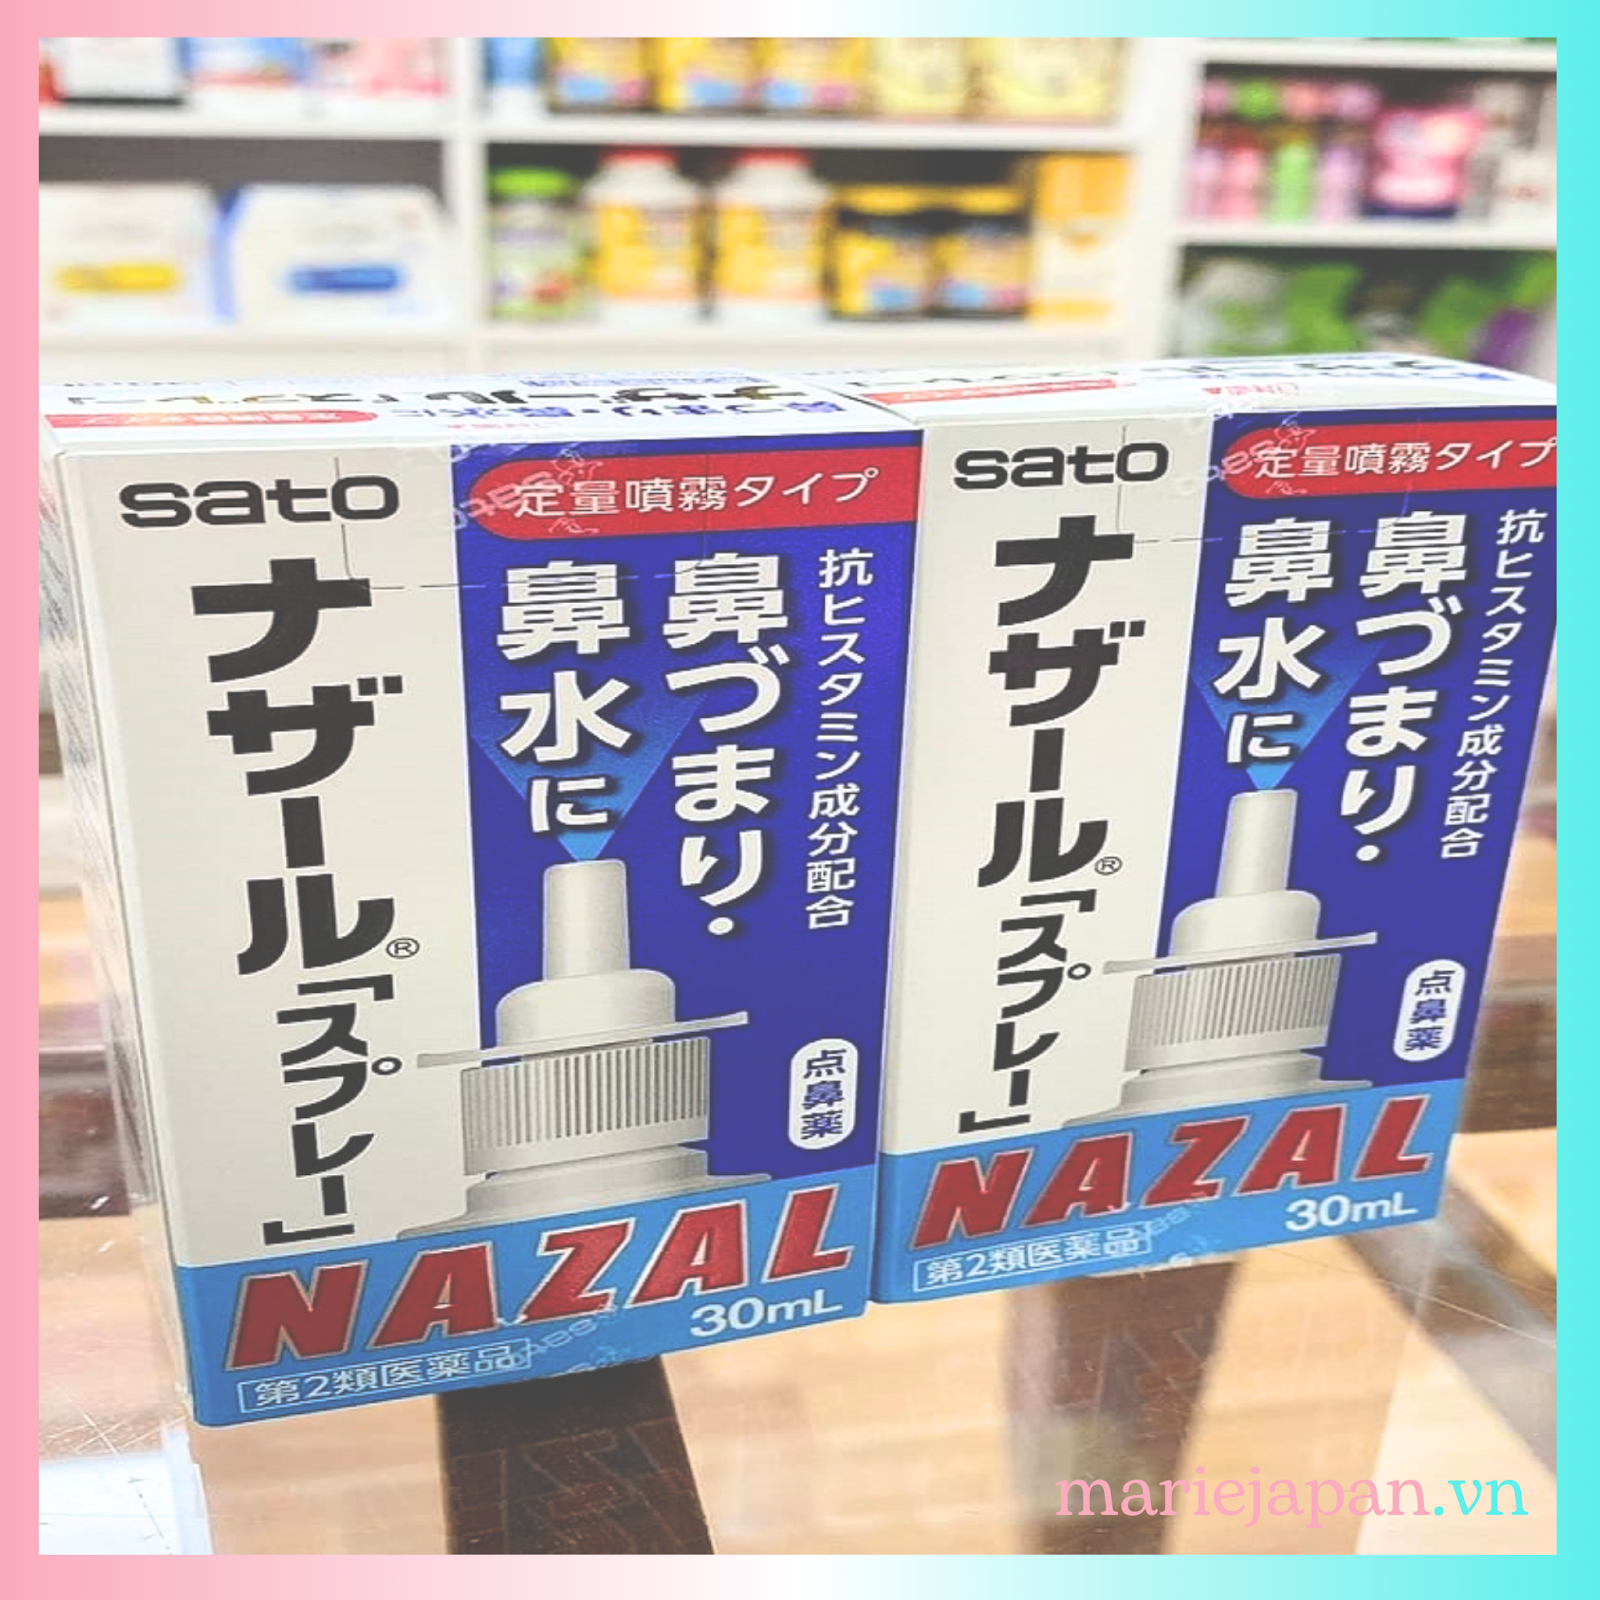 sato
ナザール®「スプレー」
定量噴霧タイプ
抗ヒスタミン成分配合
鼻づまり・
鼻水に
点鼻薬
NAZAL
30mL
第2類医薬品
sato
ナザール®「スプレー」
定量噴霧タイプ
抗ヒスタミン成分配合
鼻づまり・
鼻水に
点鼻薬
NAZAL
30mL
第2類医薬品
mariejapan.vn